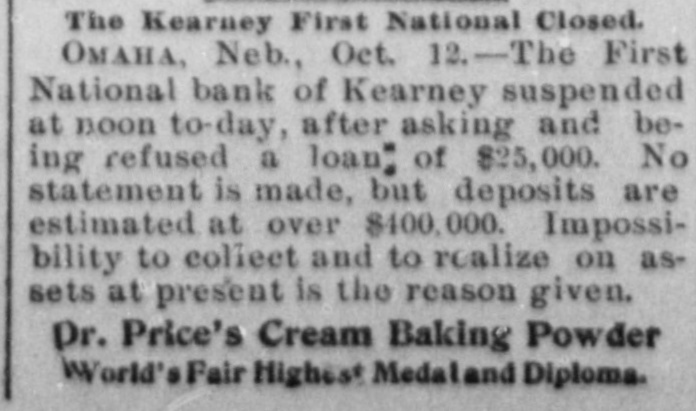 The Kearney First National Closed.
OMAHA, Neb., Oct. 12.—The First
National bank of Kearney suspended
at noon to-day, after asking and be-
ing refused a loan of $25,000. No
statement is made, but deposits are
estimated at over $400,000. Impossi-
bility to collect and to realize on as-
sets at present is the reason given.
Dr. Price's Cream Baking Powder
World's Fair Highest Medal and Diploma.